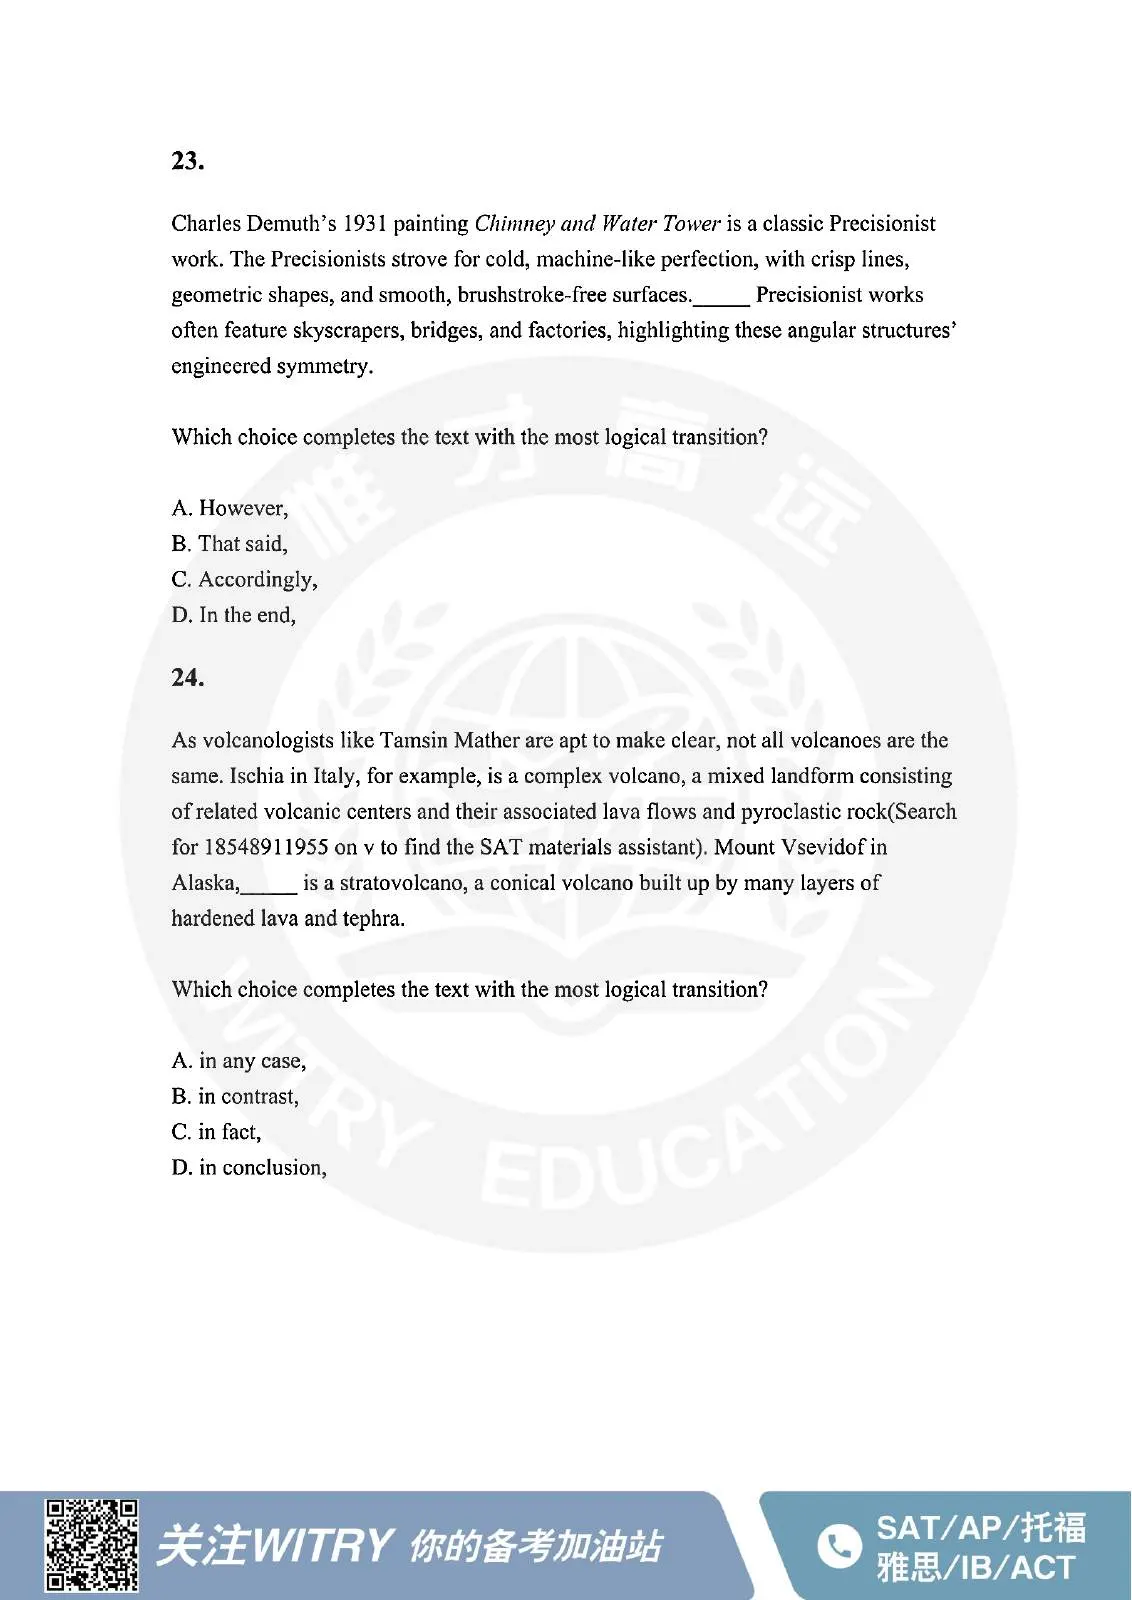 23.
Charles Demuth’s 1931 painting Chimney and Water Tower is a classic Precisionist
work. The Precisionists strove for cold, machine-like perfection, with crisp lines,
geometric shapes, and smooth, brushstroke-free surfaces._____ Precisionist works
often feature skyscrapers, bridges, and factories, highlighting these angular structures’
engineered symmetry.
Which choice completes the text with the most logical transition?
A. However,
B. That said,
C. Accordingly,
D. In the end,
24.
As volcanologists like Tamsin Mather are apt to make clear, not all volcanoes are the
same. Ischia in Italy, for example, is a complex volcano, a mixed landform consisting
of related volcanic centers and their associated lava flows and pyroclastic rock(Search
for 18548911955 on v to find the SAT materials assistant). Mount Vsevidof in
Alaska,_____ is a stratovolcano, a conical volcano built up by many layers of
hardened lava and tephra.
Which choice completes the text with the most logical transition?
A. in any case,
B. in contrast,
C. in fact,
D. in conclusion,
惟才高远
WITRY EDUCATION
关注WITRY 你的备考加油站
SAT/AP/托福
雅思/IB/ACT